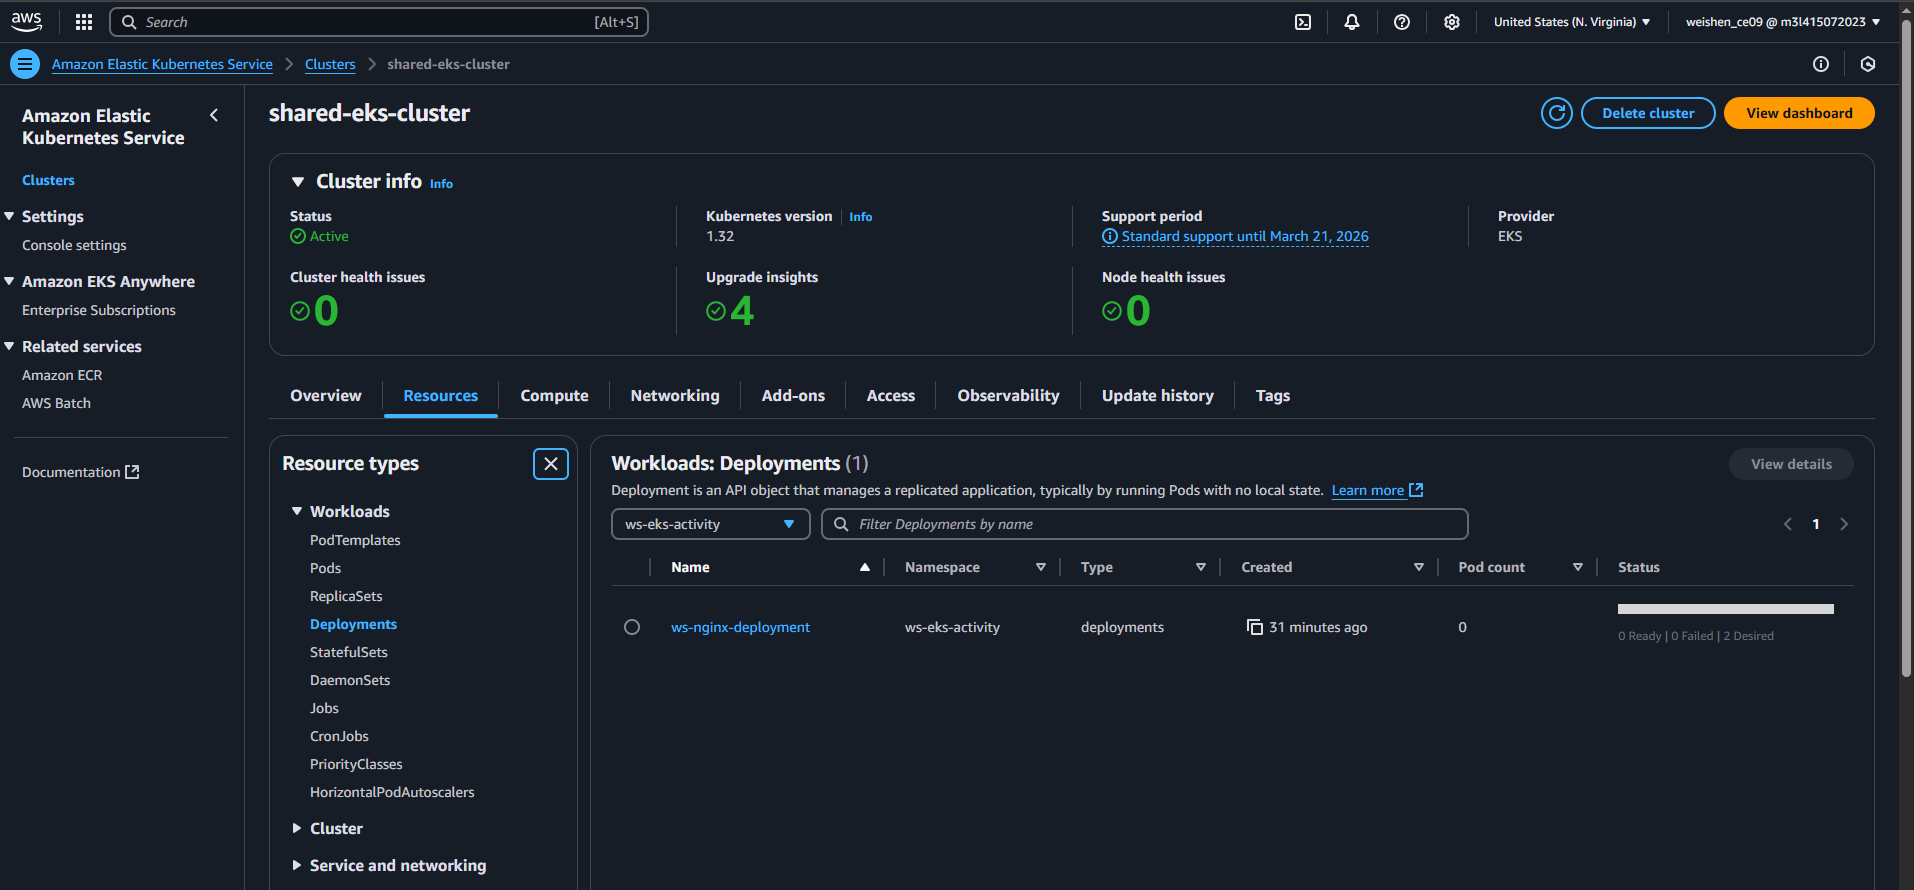 aws
Search
[Alt+S]
United States (N. Virginia)
weishen_ce09 @ m3l415072023
Amazon Elastic Kubernetes Service
Clusters
shared-eks-cluster
Amazon Elastic
Kubernetes Service
Clusters
Settings
Console settings
Amazon EKS Anywhere
Enterprise Subscriptions
Related services
Amazon ECR
AWS Batch
Documentation
shared-eks-cluster
Delete cluster
View dashboard
Cluster info Info
Status
Active
Kubernetes version Info
1.32
Support period
Standard support until March 21, 2026
Provider
EKS
Cluster health issues
0
Upgrade insights
4
Node health issues
0
Overview
Resources
Compute
Networking
Add-ons
Access
Observability
Update history
Tags
Resource types
Workloads
PodTemplates
Pods
ReplicaSets
Deployments
StatefulSets
DaemonSets
Jobs
CronJobs
PriorityClasses
HorizontalPodAutoscalers
Cluster
Service and networking
Workloads: Deployments (1)
View details
Deployment is an API object that manages a replicated application, typically by running Pods with no local state. Learn more
ws-eks-activity
Filter Deployments by name
1
Name Namespace Type Created Pod count Status
ws-nginx-deployment ws-eks-activity deployments 31 minutes ago 0
0 Ready | 0 Failed | 2 Desired